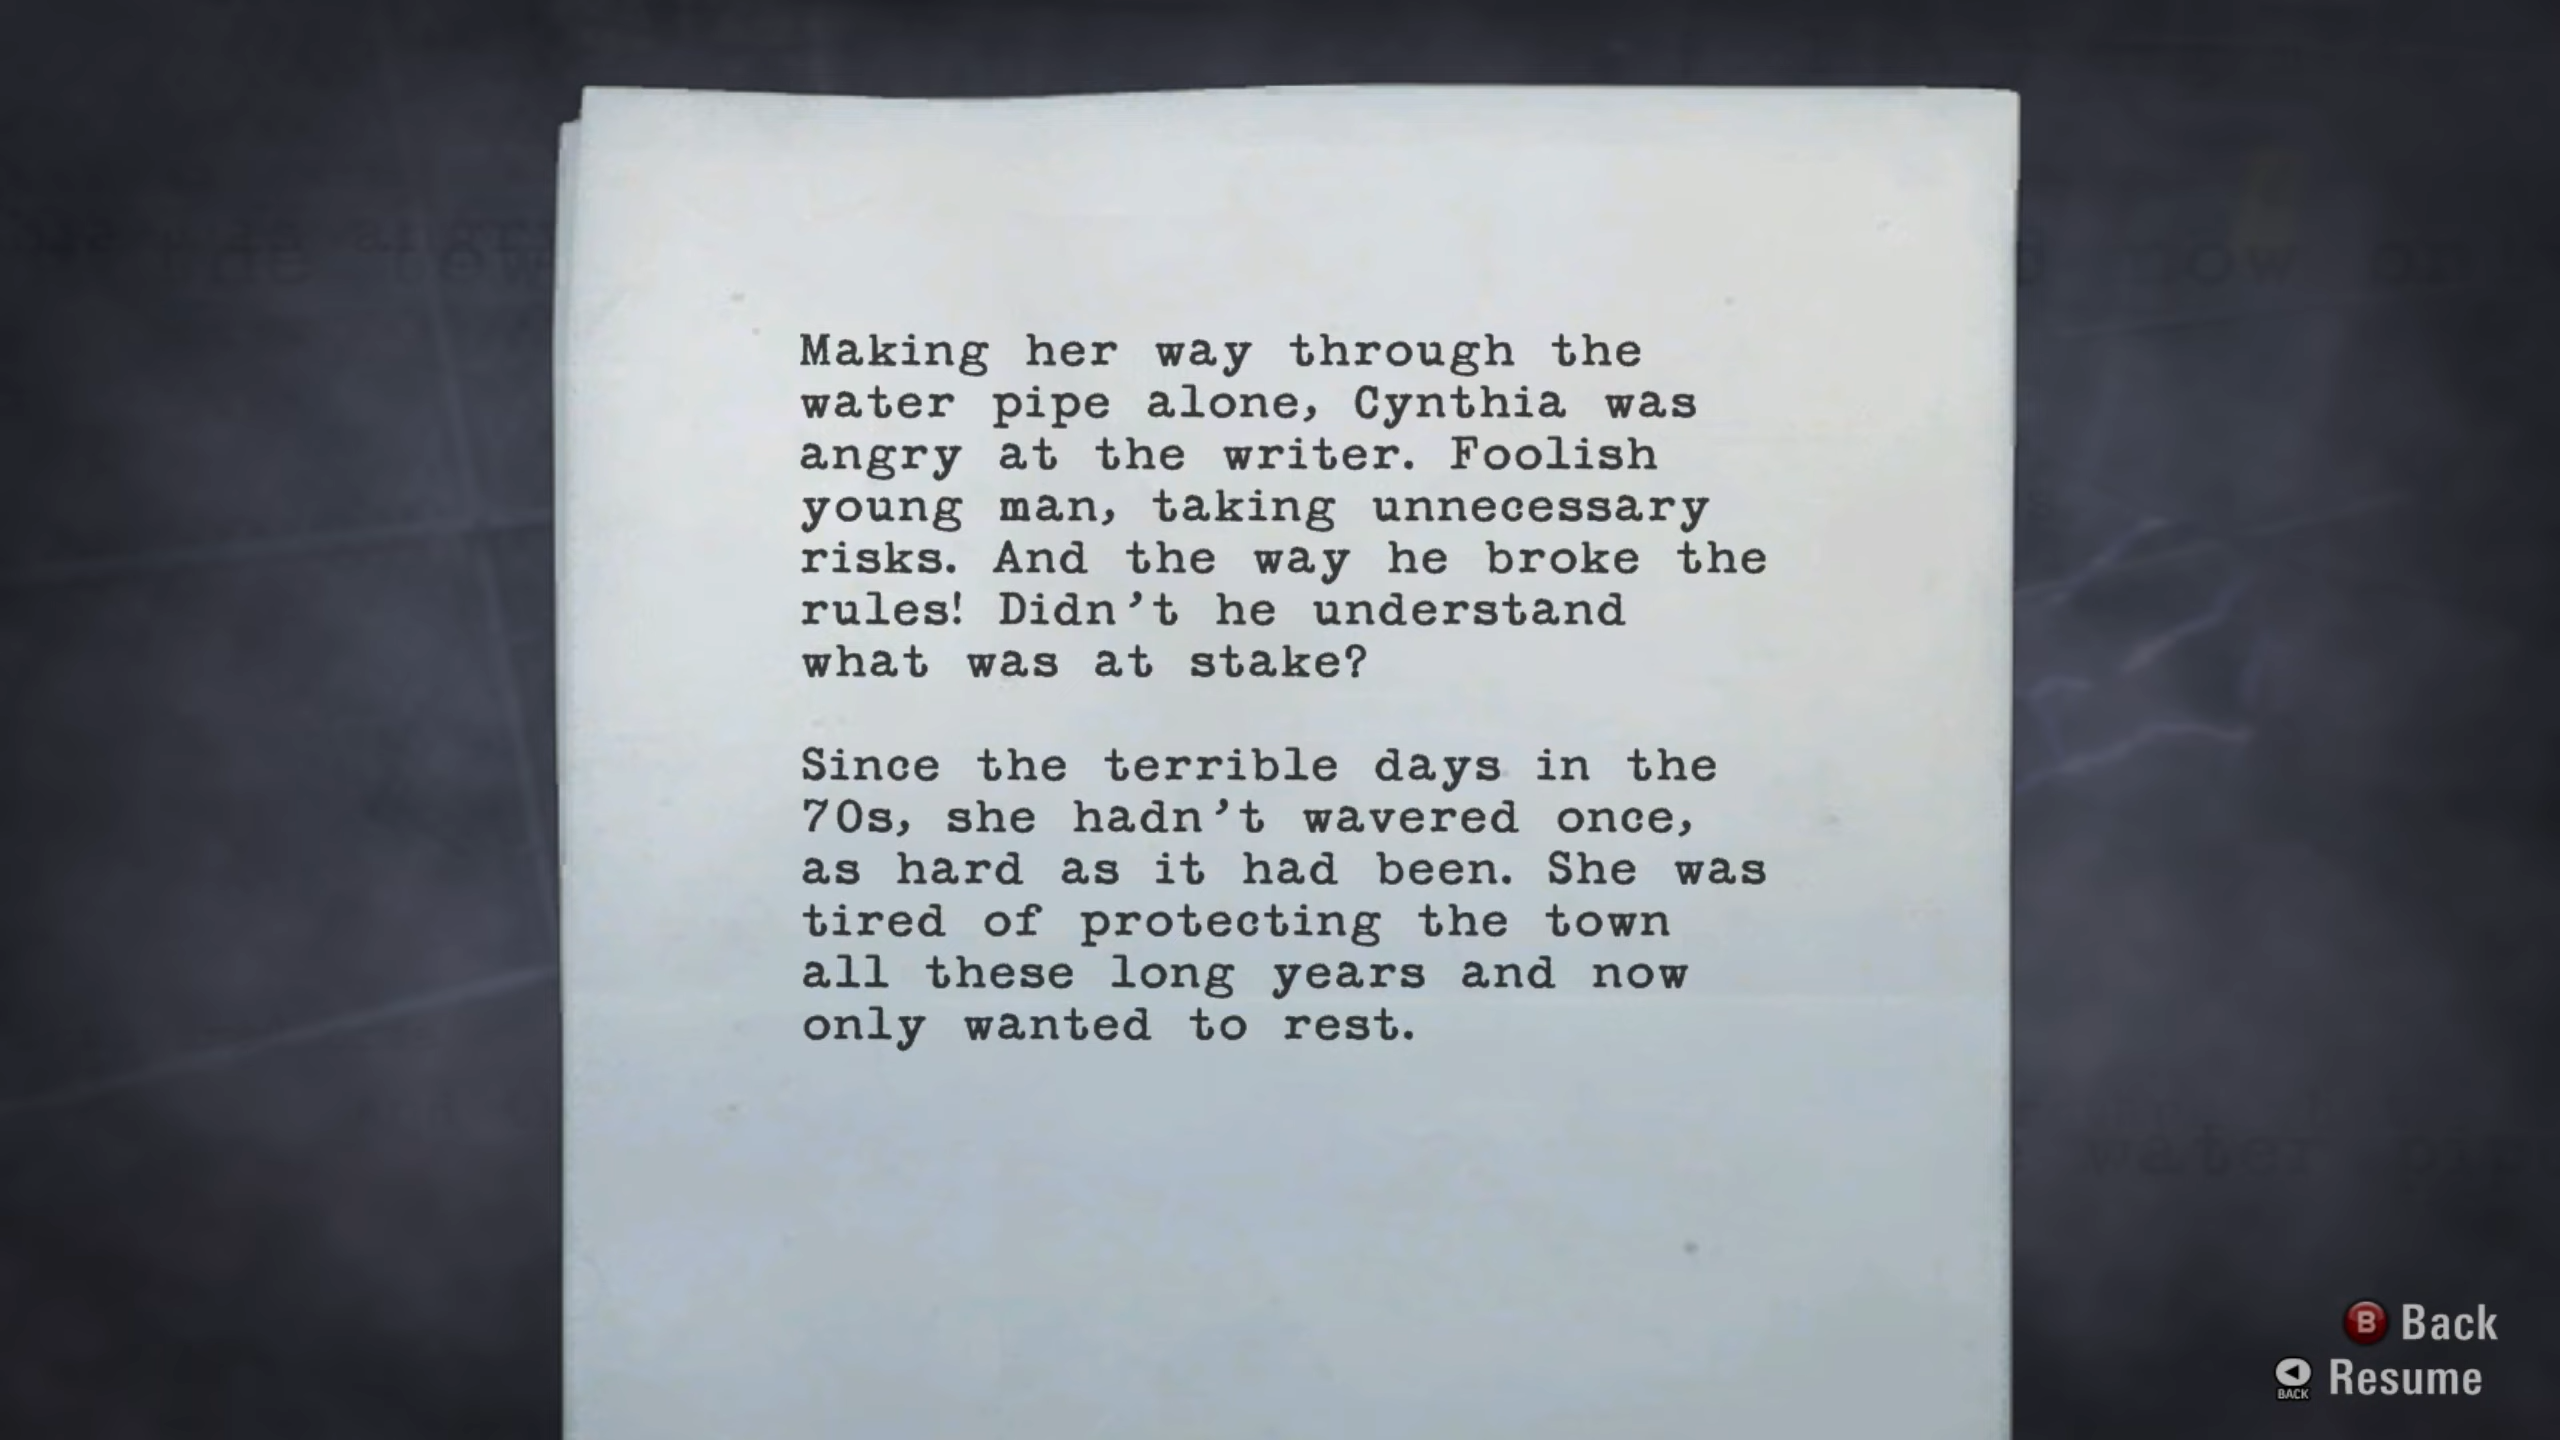 Making her way through the
water pipe alone, Cynthia was
angry at the writer. Foolish
young man, taking unnecessary
risks. And the way he broke the
rules! Didn’t he understand
what was at stake?
Since the terrible days in the
70s, she hadn’t wavered once,
as hard as it had been. She was
tired of protecting the town
all these long years and now
only wanted to rest.
B Back
BACK Resume